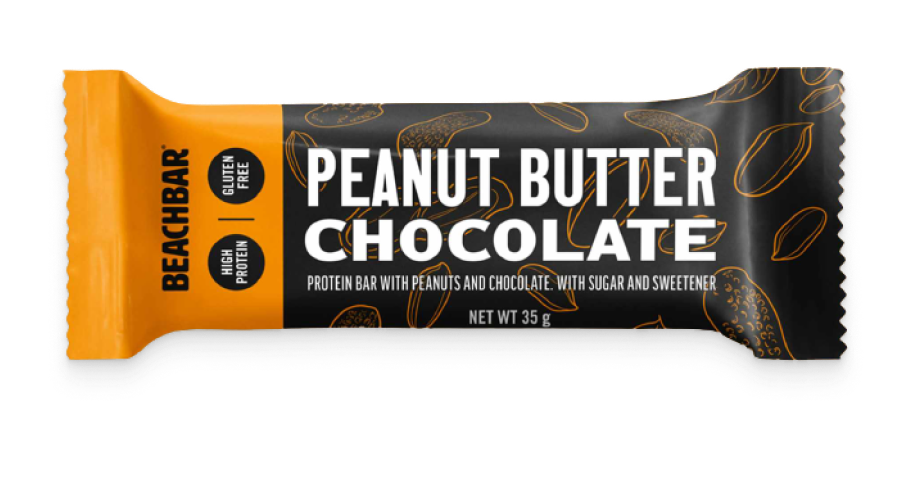 BEACHBAR®
GLUTEN
FREE
HIGH
PROTEIN
PEANUT BUTTER
CHOCOLATE
PROTEIN BAR WITH PEANUTS AND CHOCOLATE. WITH SUGAR AND SWEETENER
NET WT 35 g